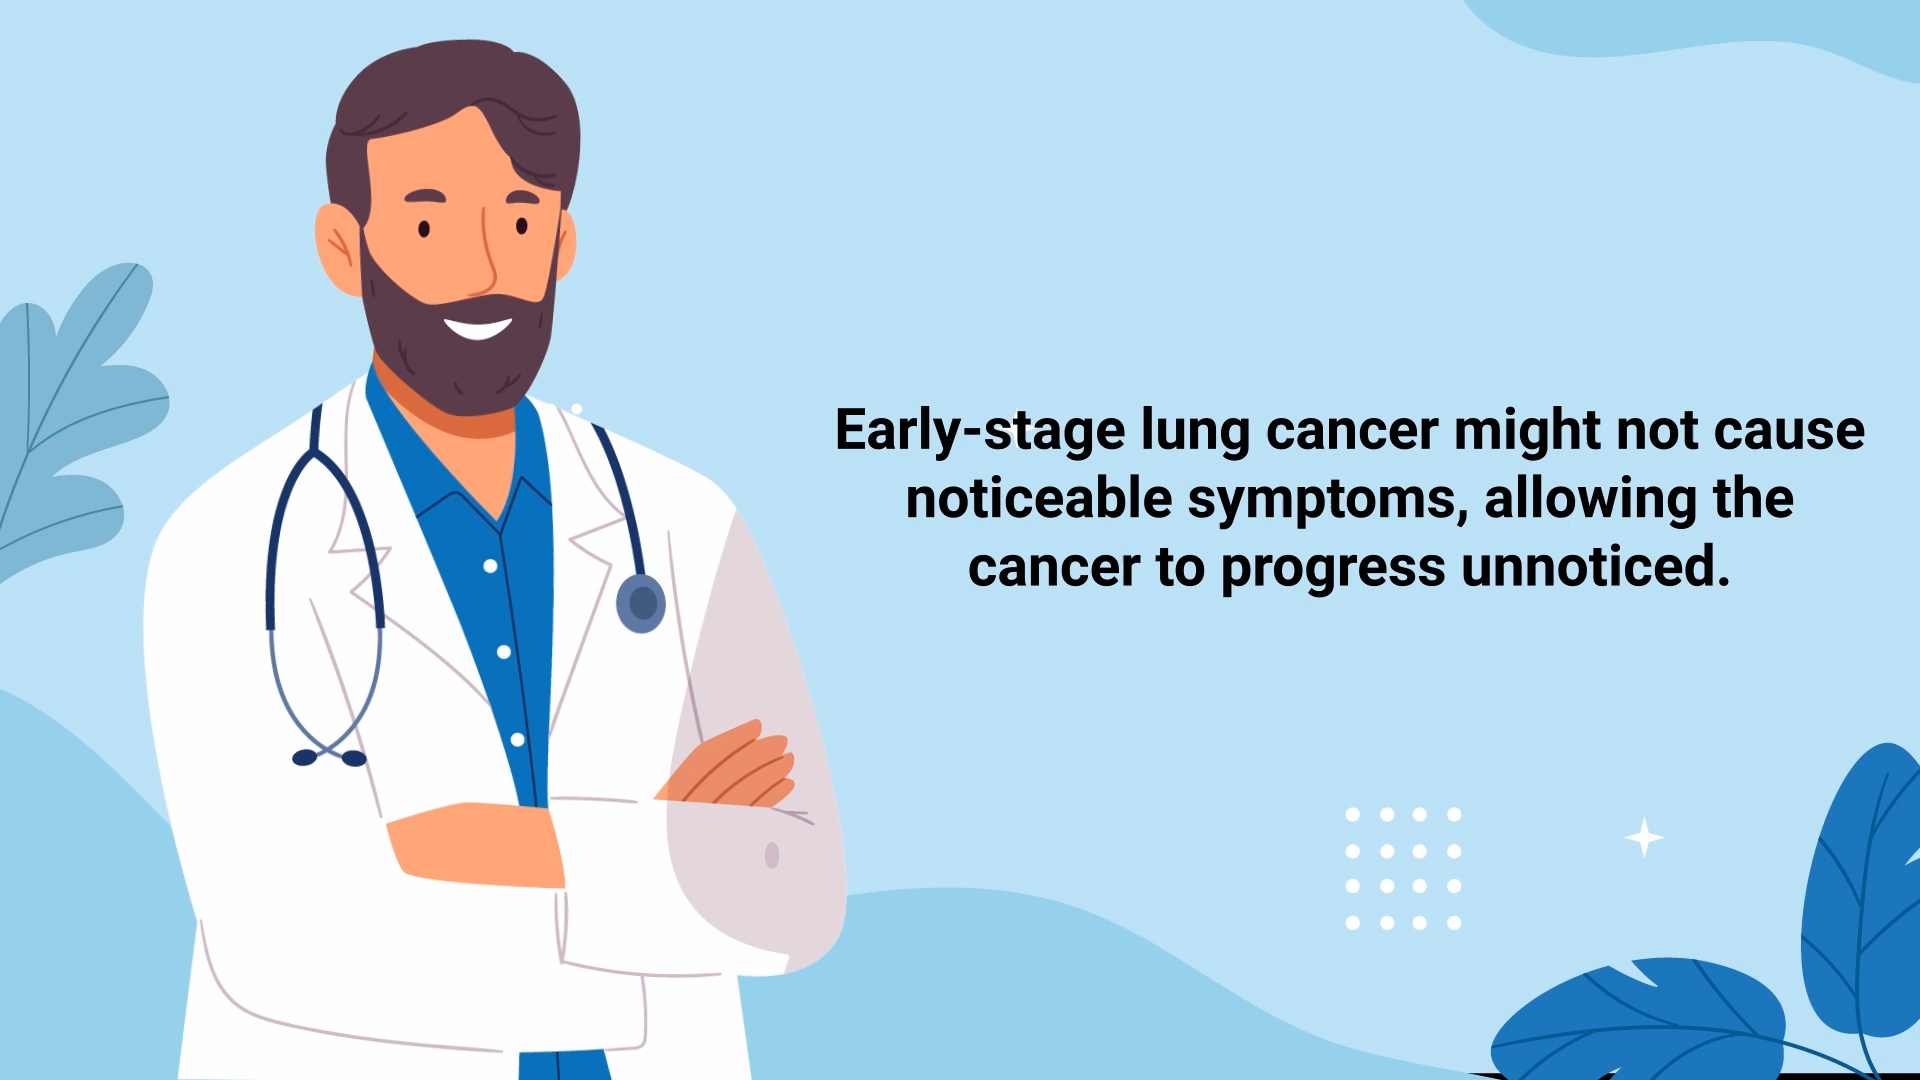 Early-stage lung cancer might not cause
noticeable symptoms, allowing the
cancer to progress unnoticed.